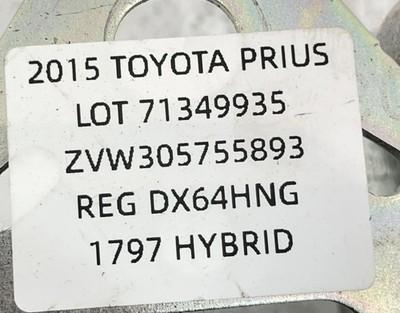 2015 TOYOTA PRIUS
LOT 71349935
ZVW305755893
REG DX64HNG
1797 HYBRID